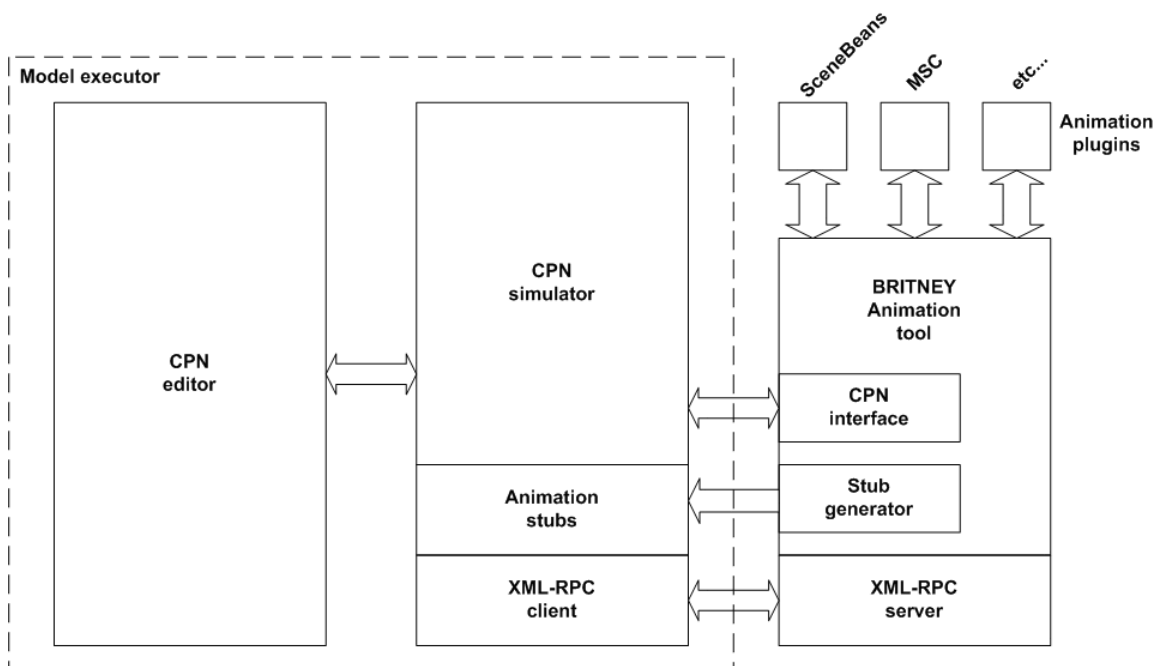 Model executor
SceneBeans
MSC
etc...
Animation
plugins
CPN
editor
CPN
simulator
BRITNEY
Animation
tool
CPN
interface
Animation
stubs
Stub
generator
XML-RPC
client
XML-RPC
server